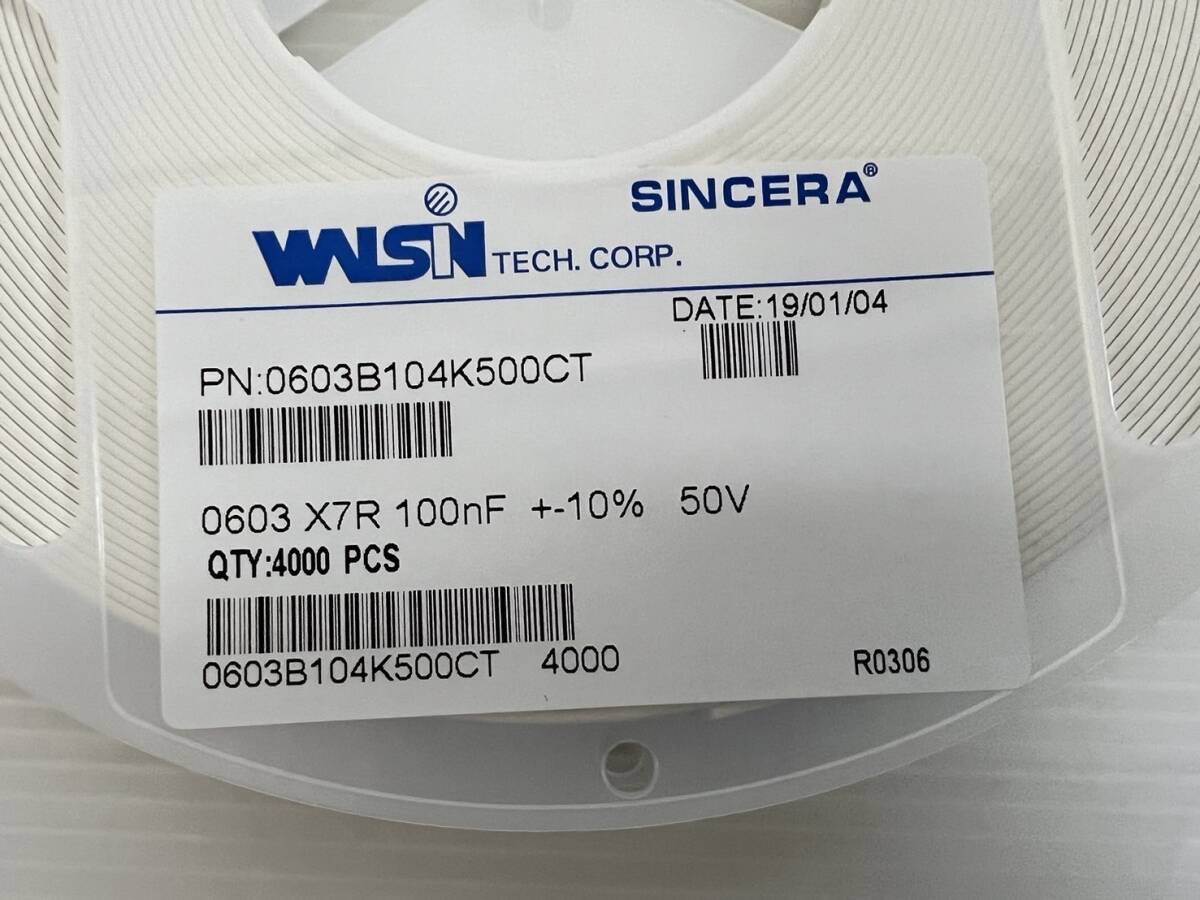 SINCERA®
WALSIN TECH. CORP.
DATE:19/01/04
PN:0603B104K500CT
0603 X7R 100nF +-10% 50V
QTY:4000 PCS
0603B104K500CT 4000
R0306